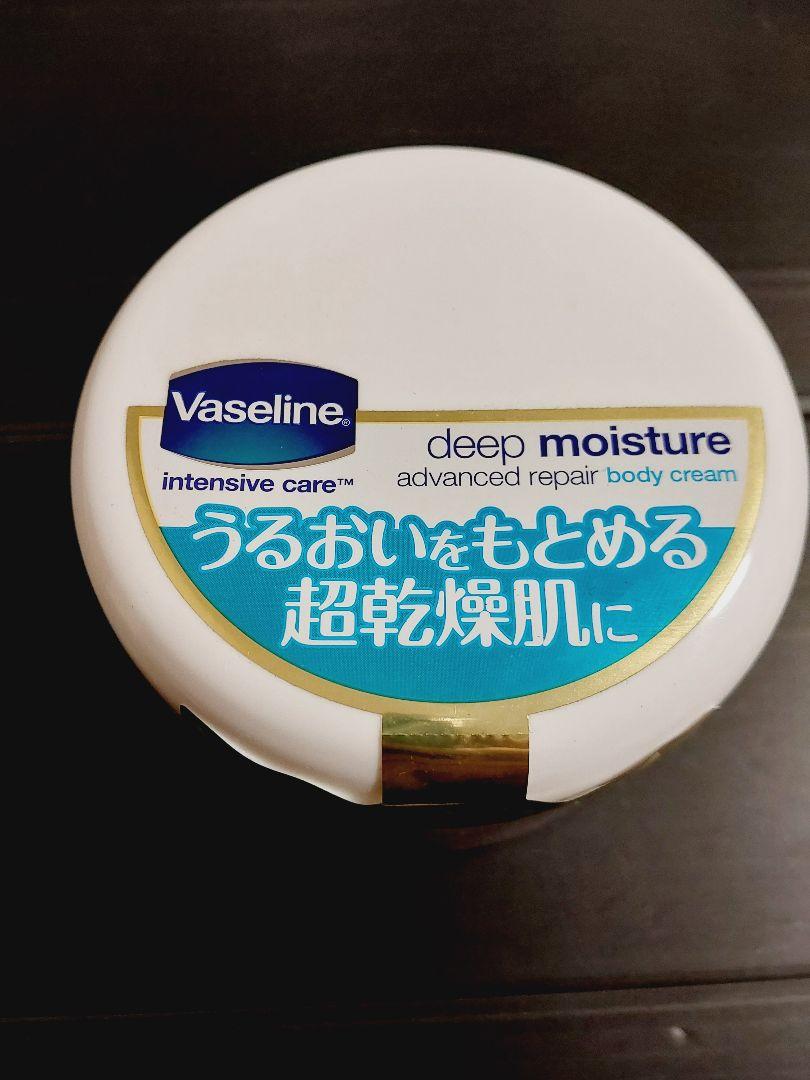 Vaseline®
intensive care™
deep moisture
advanced repair body cream
うるおいをもとめる
超乾燥肌に